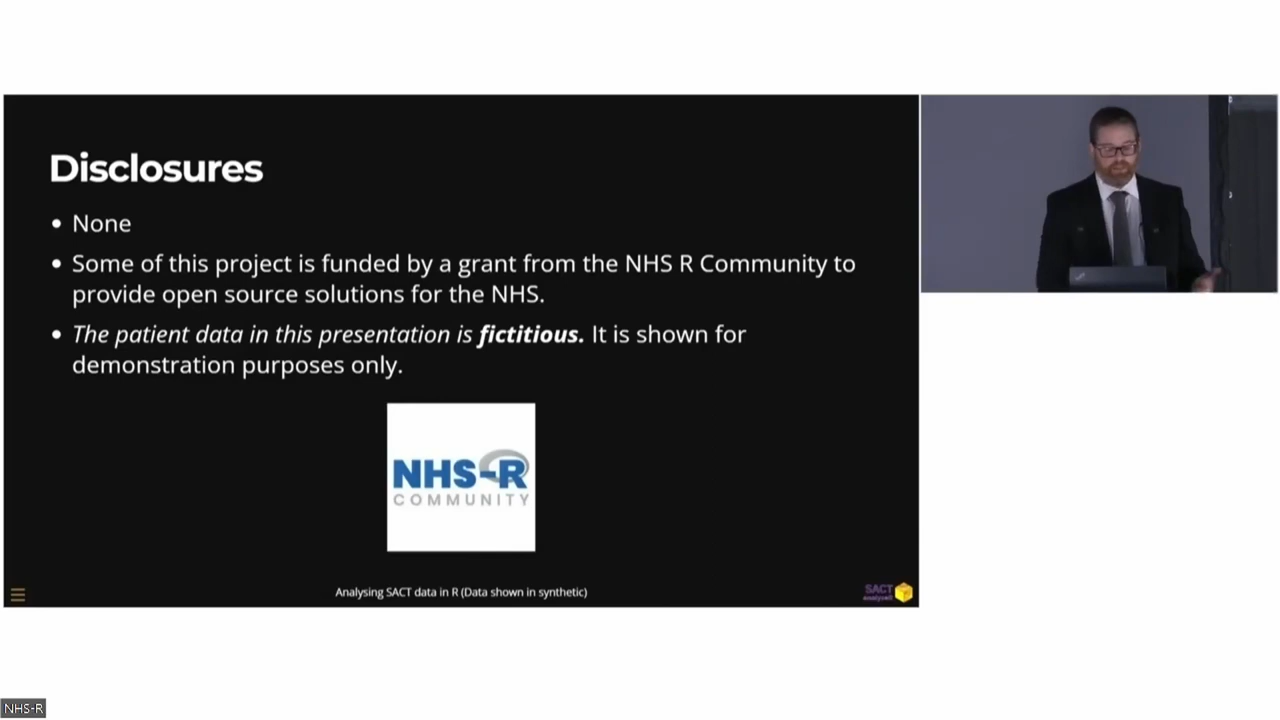 Disclosures
• None
• Some of this project is funded by a grant from the NHS R Community to
provide open source solutions for the NHS.
• The patient data in this presentation is fictitious. It is shown for
demonstration purposes only.
NHS-R
COMMUNITY
Analysing SACT data in R (Data shown in synthetic)
SACT
analyseR
NHS-R